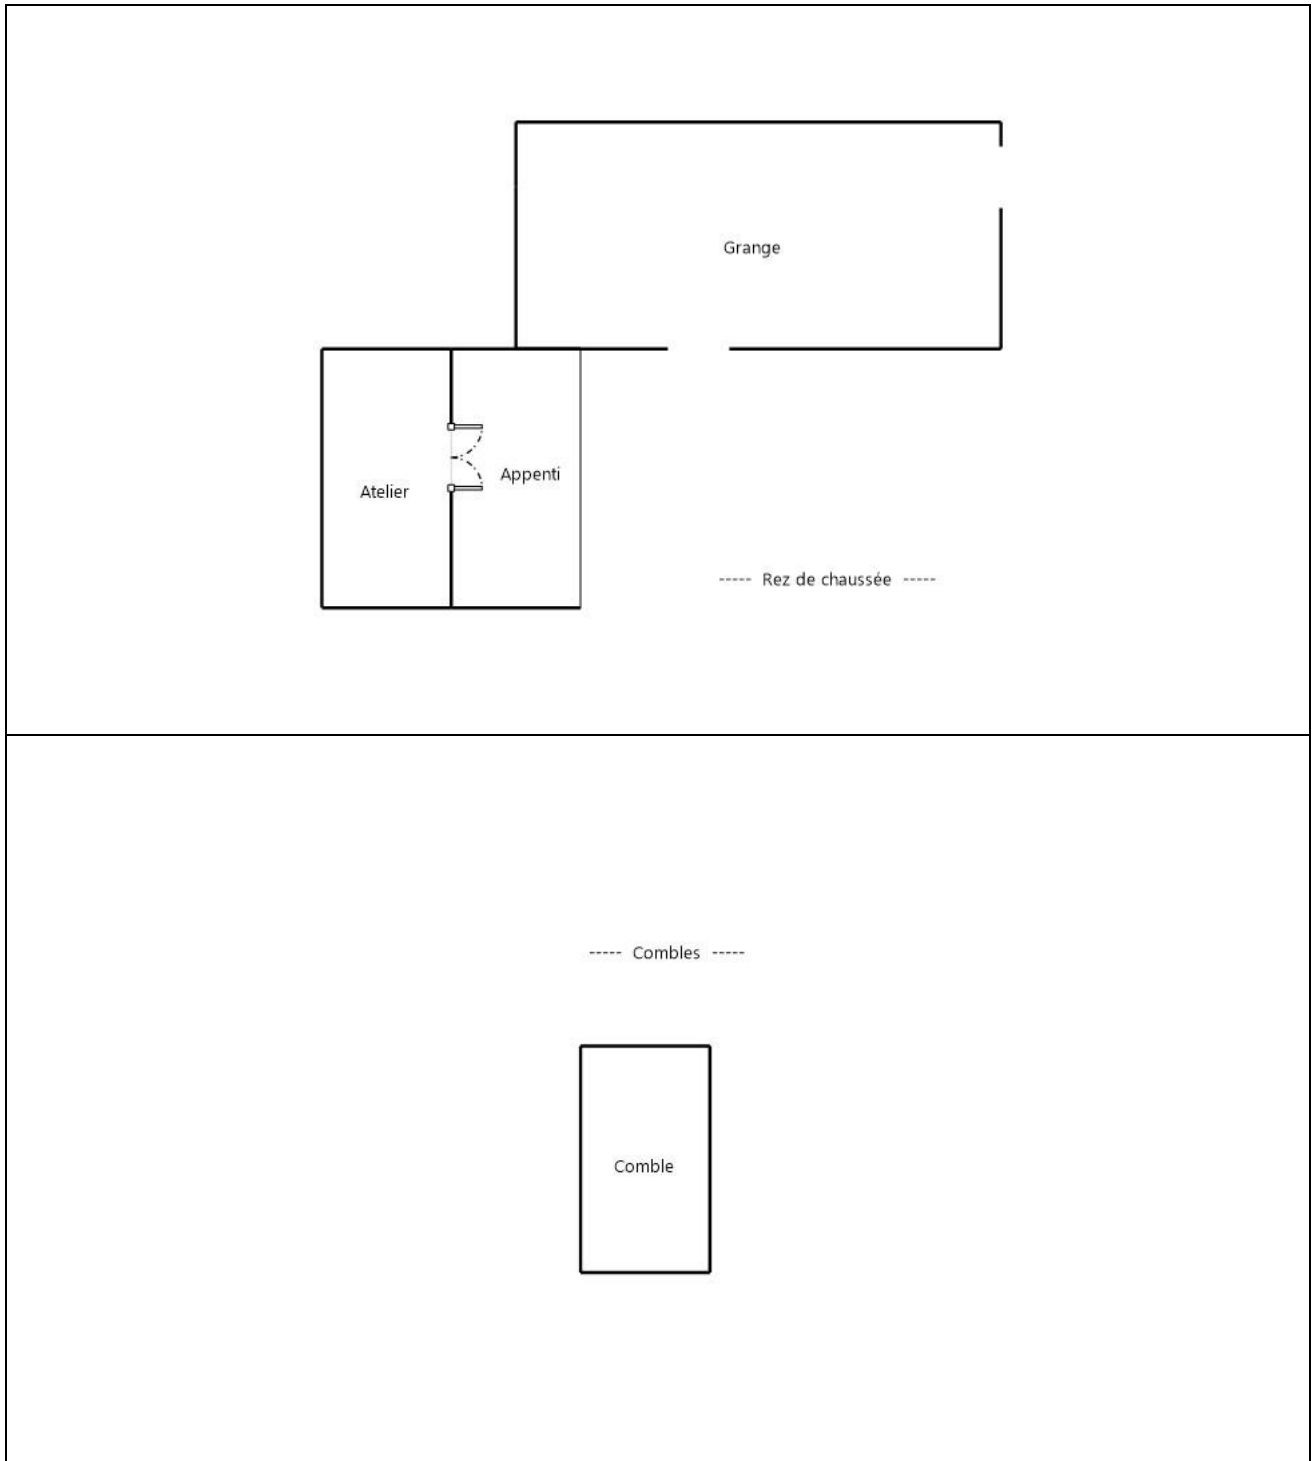 Grange
Appenti
Atelier
----- Rez de chaussée -----
----- Combles -----
Comble